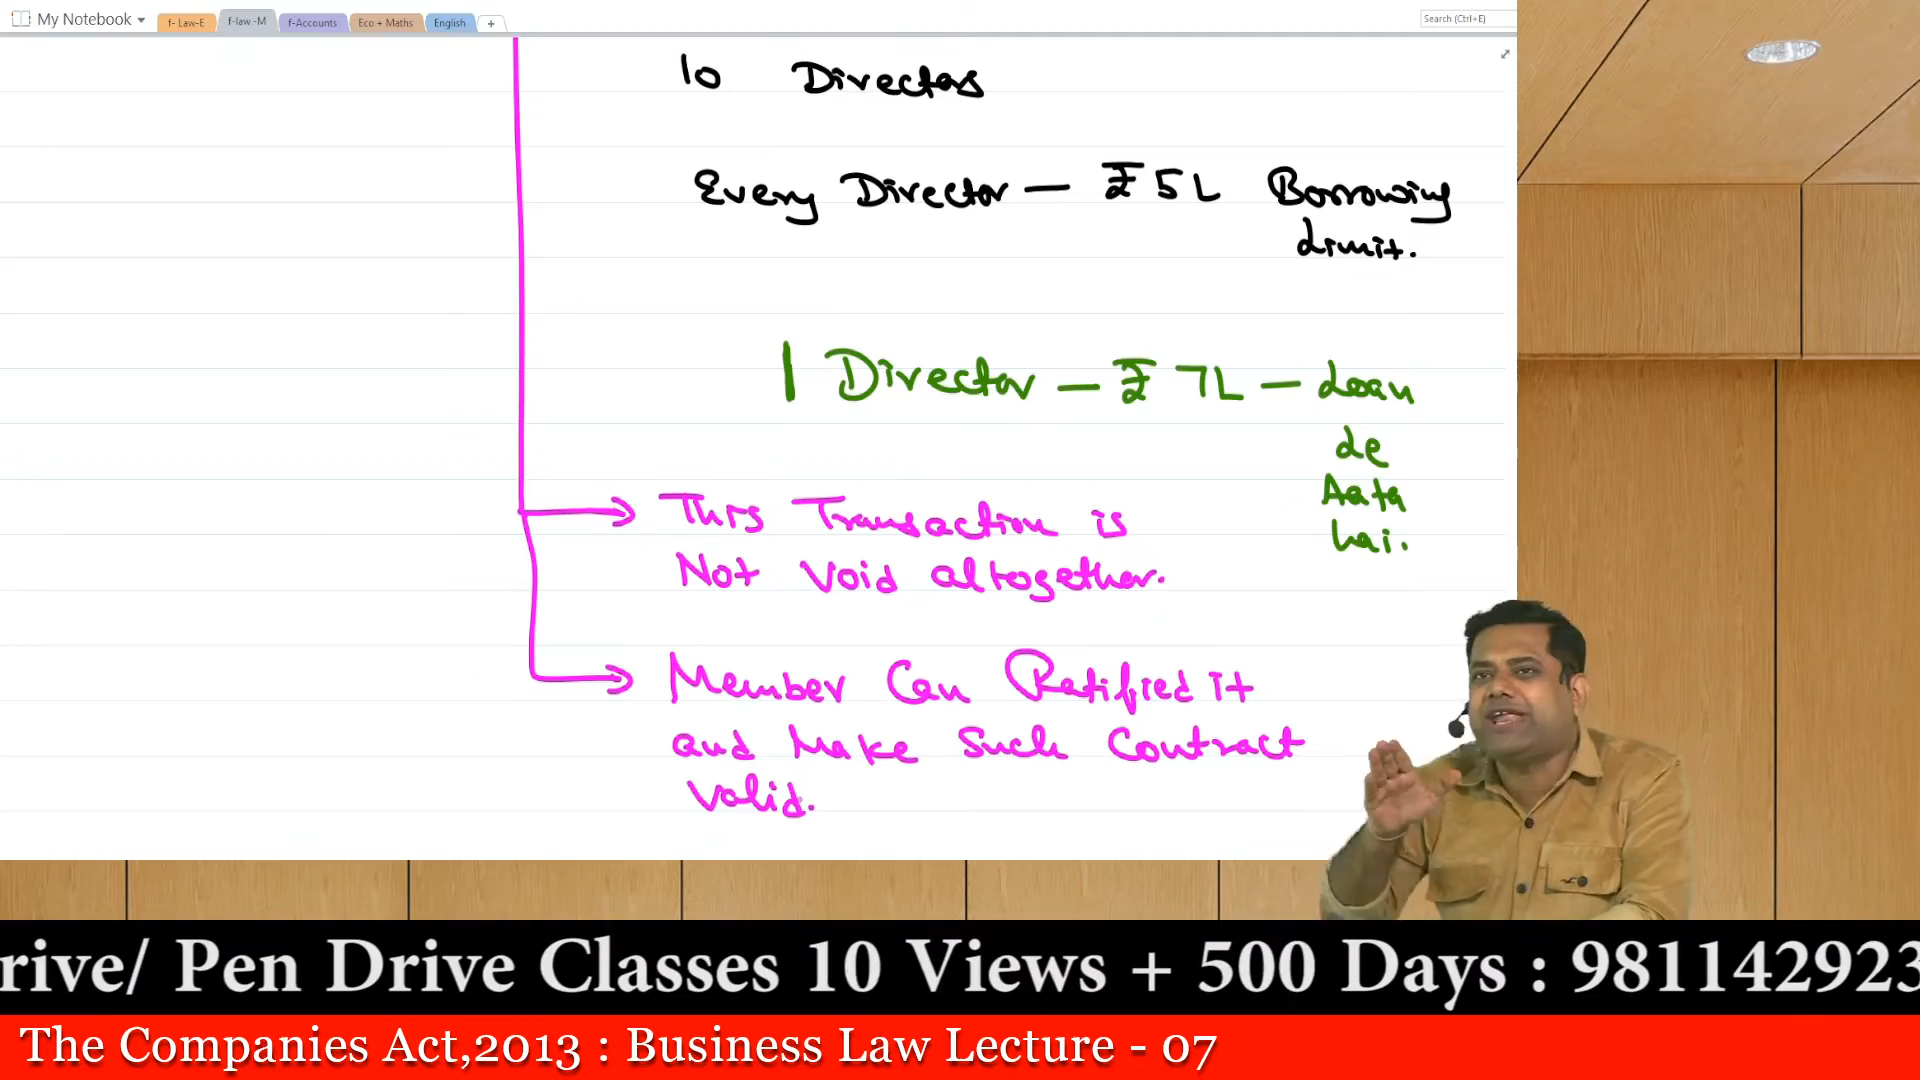 My Notebook
f- Law-E
f-law -M
f-Accounts
Eco + Maths
English
+
Search (Ctrl+E)
10 Directors
Every Director — ₹ 5 L Borrowing
Limit.
1 Director — ₹ 7L — Loan
de
Aata
hai.
This Transaction is
Not Void altogether.
Member Can Ratified it
and Make Such Contract
Valid.
rive/ Pen Drive Classes 10 Views + 500 Days : 981142923
The Companies Act,2013 : Business Law Lecture - 07